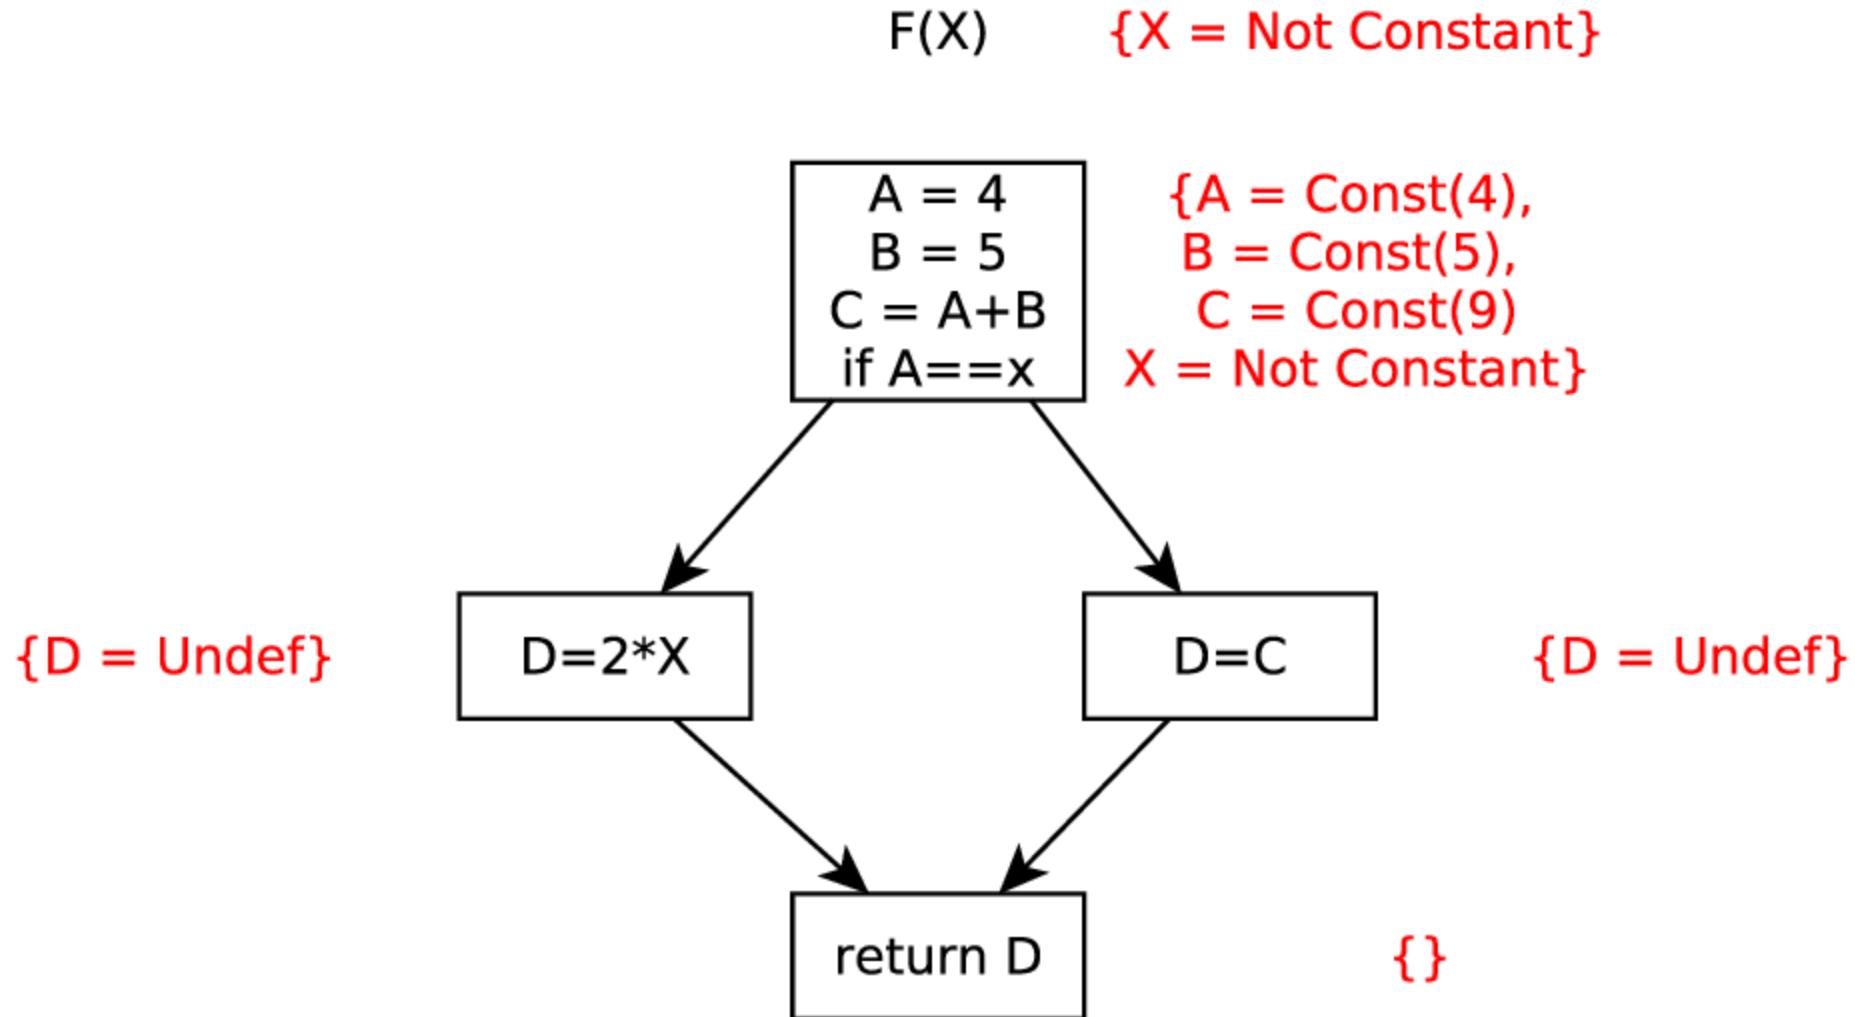 F(X) {X = Not Constant}
A = 4 {A = Const(4),
B = 5 B = Const(5),
C = A+B C = Const(9)
if A==x X = Not Constant}
{D = Undef} D=2*X D=C {D = Undef}
return D {}